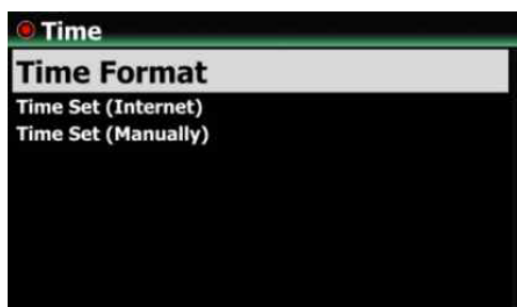 Time
Time Format
Time Set (Internet)
Time Set (Manually)